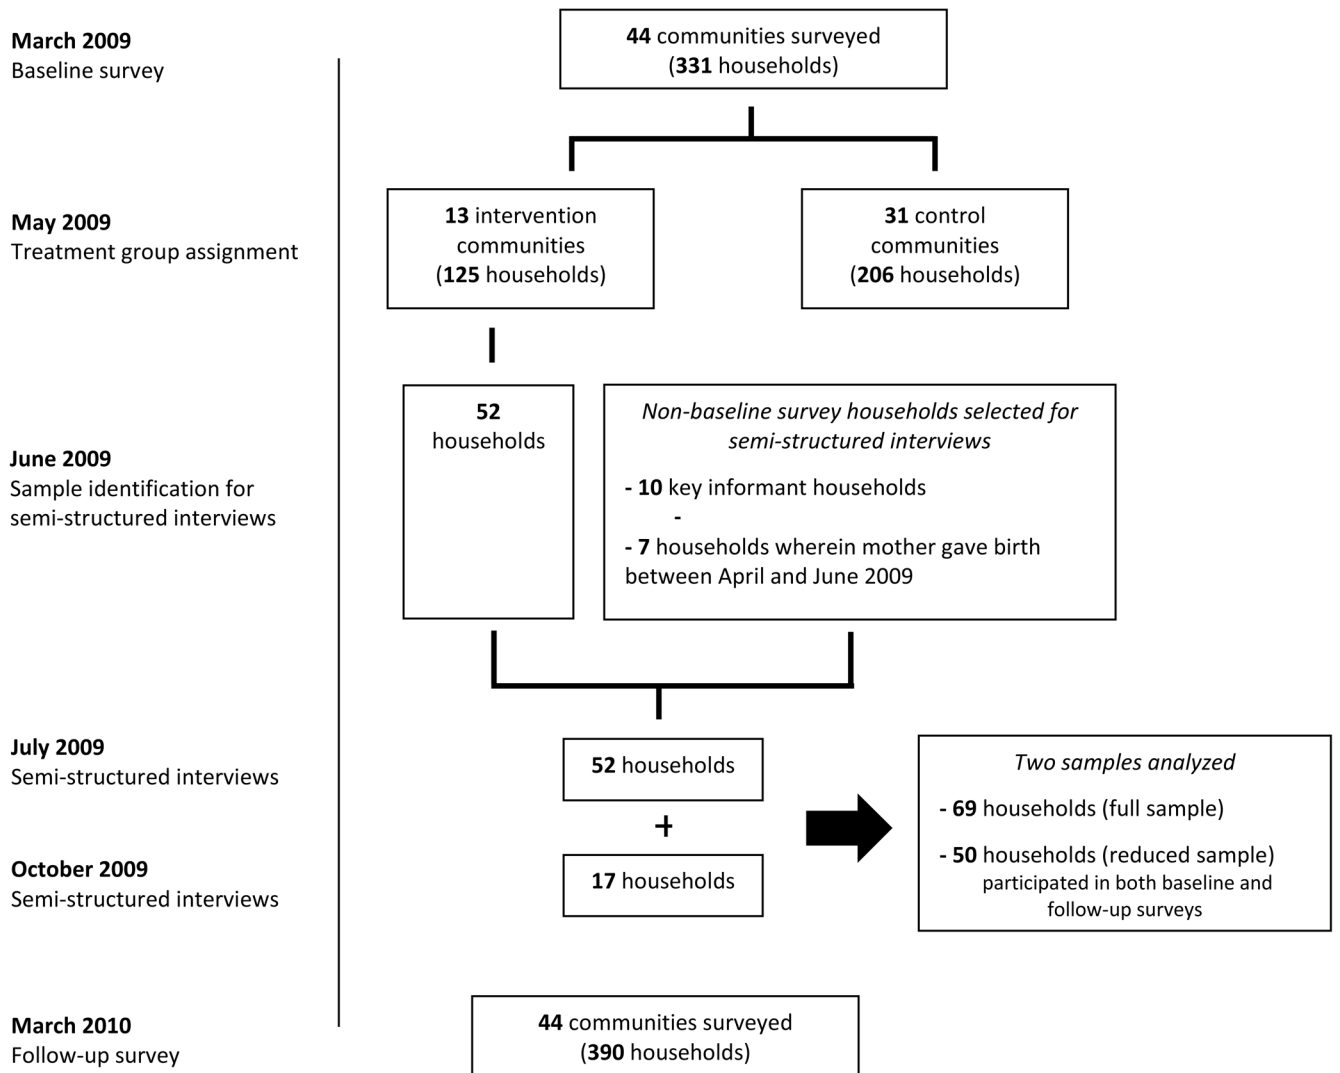 March 2009
Baseline survey
44 communities surveyed
(331 households)
May 2009
Treatment group assignment
13 intervention
communities
(125 households)
31 control
communities
(206 households)
June 2009
Sample identification for
semi-structured interviews
52
households
Non-baseline survey households selected for
semi-structured interviews
- 10 key informant households
-
- 7 households wherein mother gave birth
between April and June 2009
July 2009
Semi-structured interviews
52 households
+
October 2009
Semi-structured interviews
17 households
Two samples analyzed
- 69 households (full sample)
- 50 households (reduced sample)
participated in both baseline and
follow-up surveys
March 2010
Follow-up survey
44 communities surveyed
(390 households)